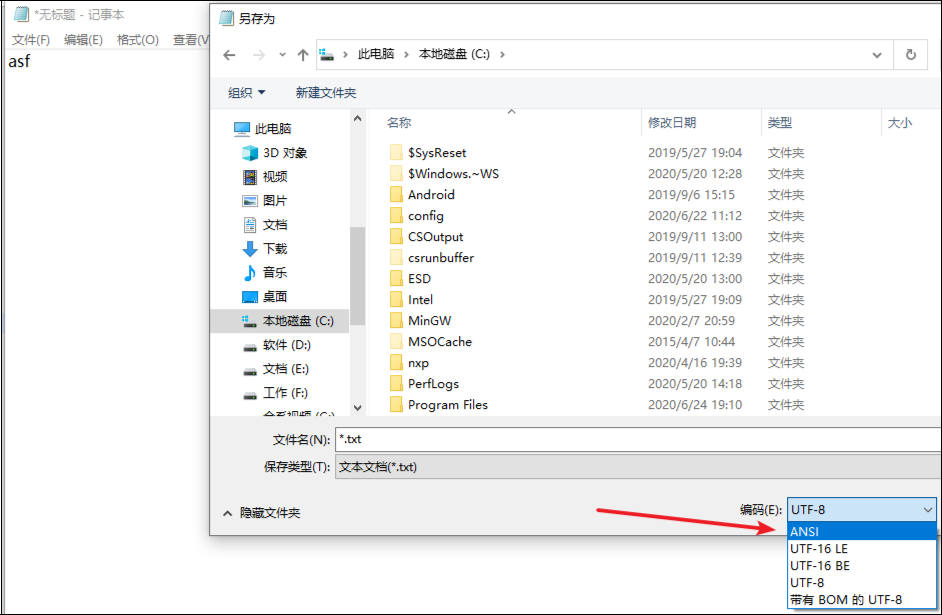 *无标题 - 记事本
文件(F) 编辑(E) 格式(O) 查看(V
asf
另存为
此电脑 本地磁盘 (C:)
组织 新建文件夹
此电脑
3D 对象
视频
图片
文档
下载
音乐
桌面
本地磁盘 (C:)
软件 (D:)
文档 (E:)
工作 (F:)
名称 修改日期 类型 大小
$SysReset 2019/5/27 19:04 文件夹
$Windows.~WS 2020/5/20 12:28 文件夹
Android 2019/9/6 15:15 文件夹
config 2020/6/22 11:12 文件夹
CSOutput 2019/9/11 13:00 文件夹
csrunbuffer 2019/9/11 12:39 文件夹
ESD 2020/5/20 13:00 文件夹
Intel 2019/5/27 19:09 文件夹
MinGW 2020/2/7 20:59 文件夹
MSOCache 2015/4/7 10:44 文件夹
nxp 2020/4/16 19:39 文件夹
PerfLogs 2020/5/20 14:18 文件夹
Program Files 2020/6/24 19:10 文件夹
文件名(N): *.txt
保存类型(T): 文本文档(*.txt)
隐藏文件夹
编码(E): UTF-8
ANSI
UTF-16 LE
UTF-16 BE
UTF-8
带有 BOM 的 UTF-8